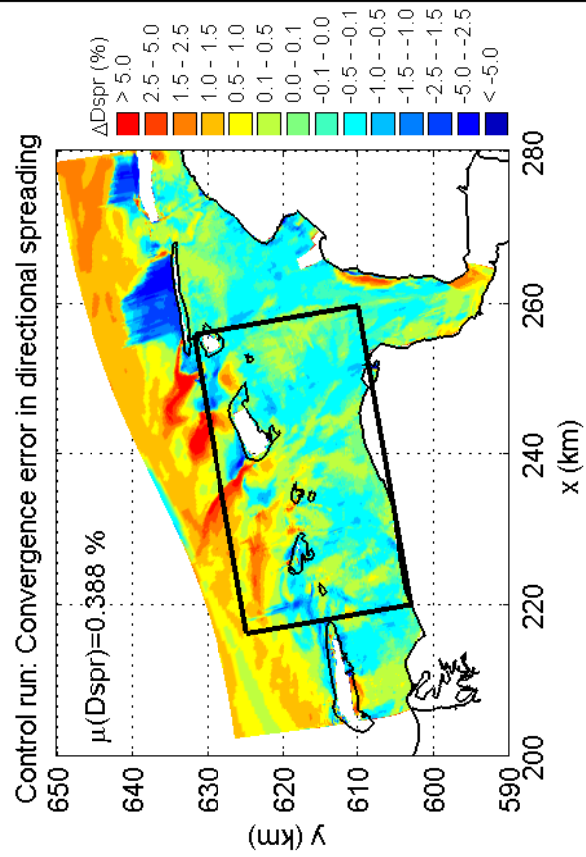 Control run: Convergence error in directional spreading
μ(Dspr)=0.388 %
650
640
630
620
610
600
590
y (km)
200
220
240
260
280
x (km)
ΔDspr (%)
> 5.0
2.5 - 5.0
1.5 - 2.5
1.0 - 1.5
0.5 - 1.0
0.1 - 0.5
0.0 - 0.1
-0.1 - 0.0
-0.5 - -0.1
-1.0 - -0.5
-1.5 - -1.0
-2.5 - -1.5
-5.0 - -2.5
< -5.0